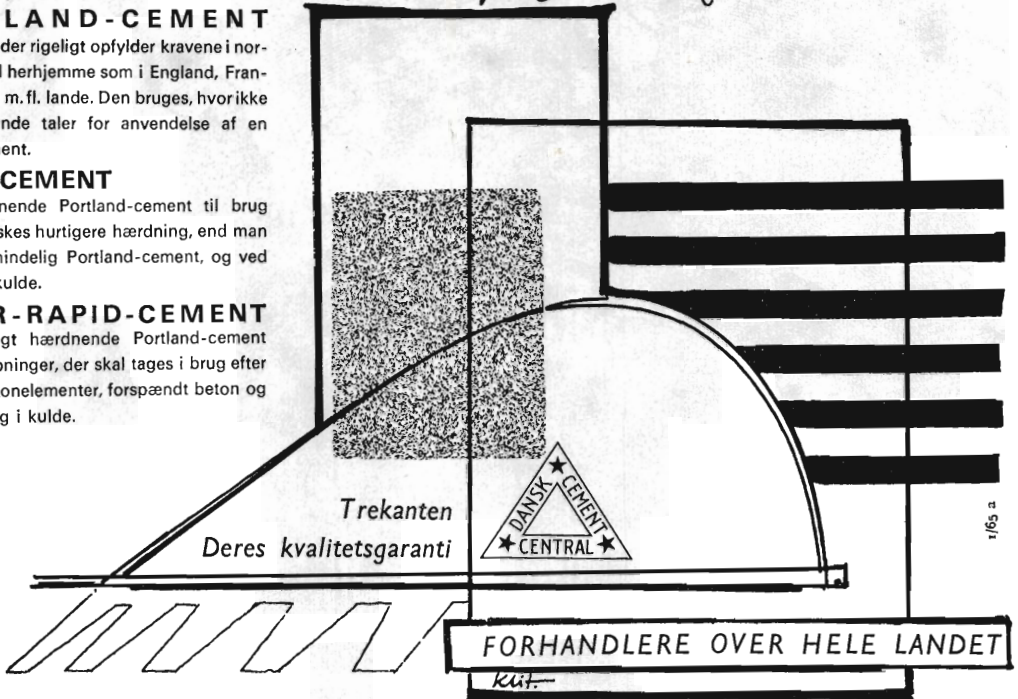 LAND-CEMENT
der rigeligt opfylder kravene i nor-
herhjemme som i England, Fran-
m.fl. lande. Den bruges, hvor ikke
nde taler for anvendelse af en
ent.
CEMENT
nende Portland-cement til brug
skes hurtigere hærdning, end man
mindelig Portland-cement, og ved
kulde.
R-RAPID-CEMENT
gt hærdnende Portland-cement
ninger, der skal tages i brug efter
onelementer, forspændt beton og
g i kulde.
Trekanten
Deres kvalitetsgaranti
DANSK CEMENT CENTRAL
1/65 a
FORHANDLERE OVER HELE LANDET